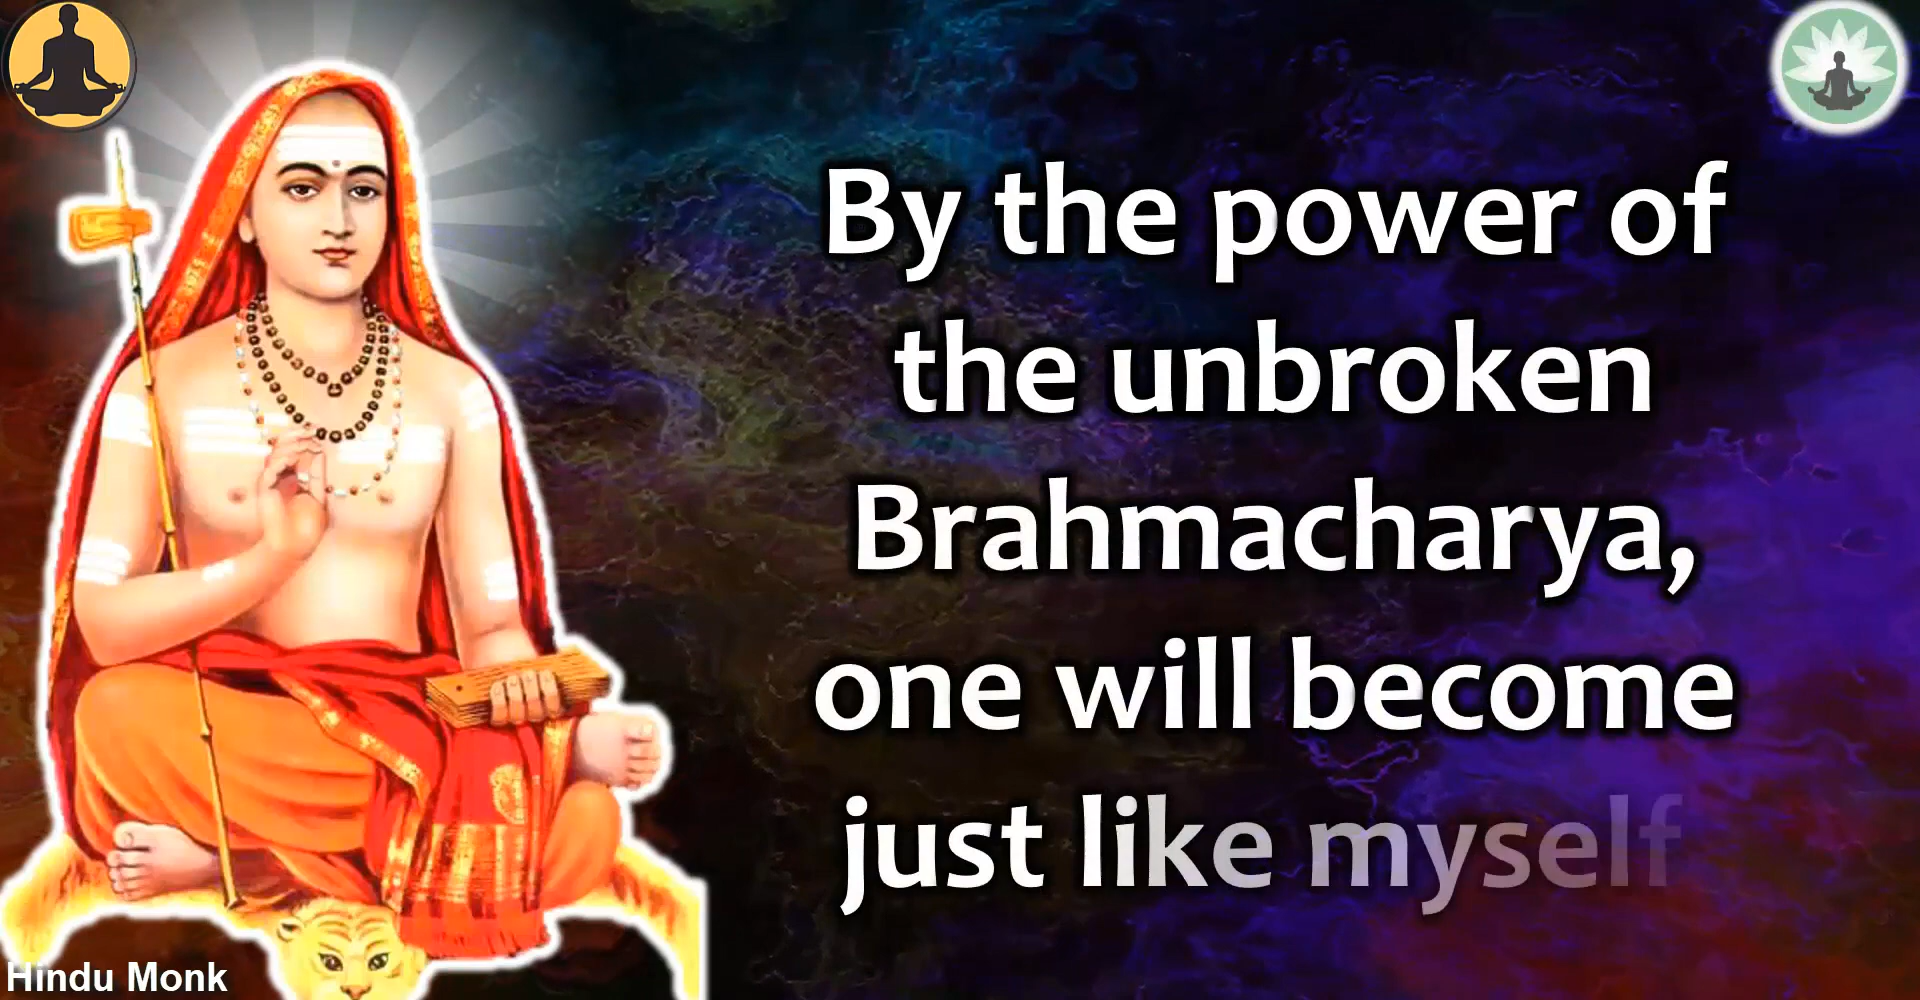 By the power of
the unbroken
Brahmacharya,
one will become
just like myself
Hindu Monk